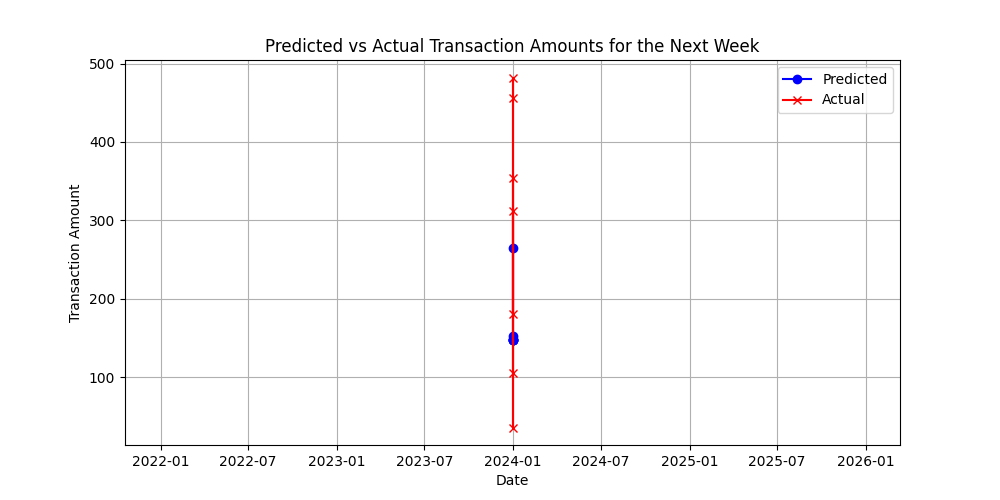 Predicted vs Actual Transaction Amounts for the Next Week
Predicted
Actual
500
400
300
200
100
Transaction Amount
2022-01 2022-07 2023-01 2023-07 2024-01 2024-07 2025-01 2025-07 2026-01
Date